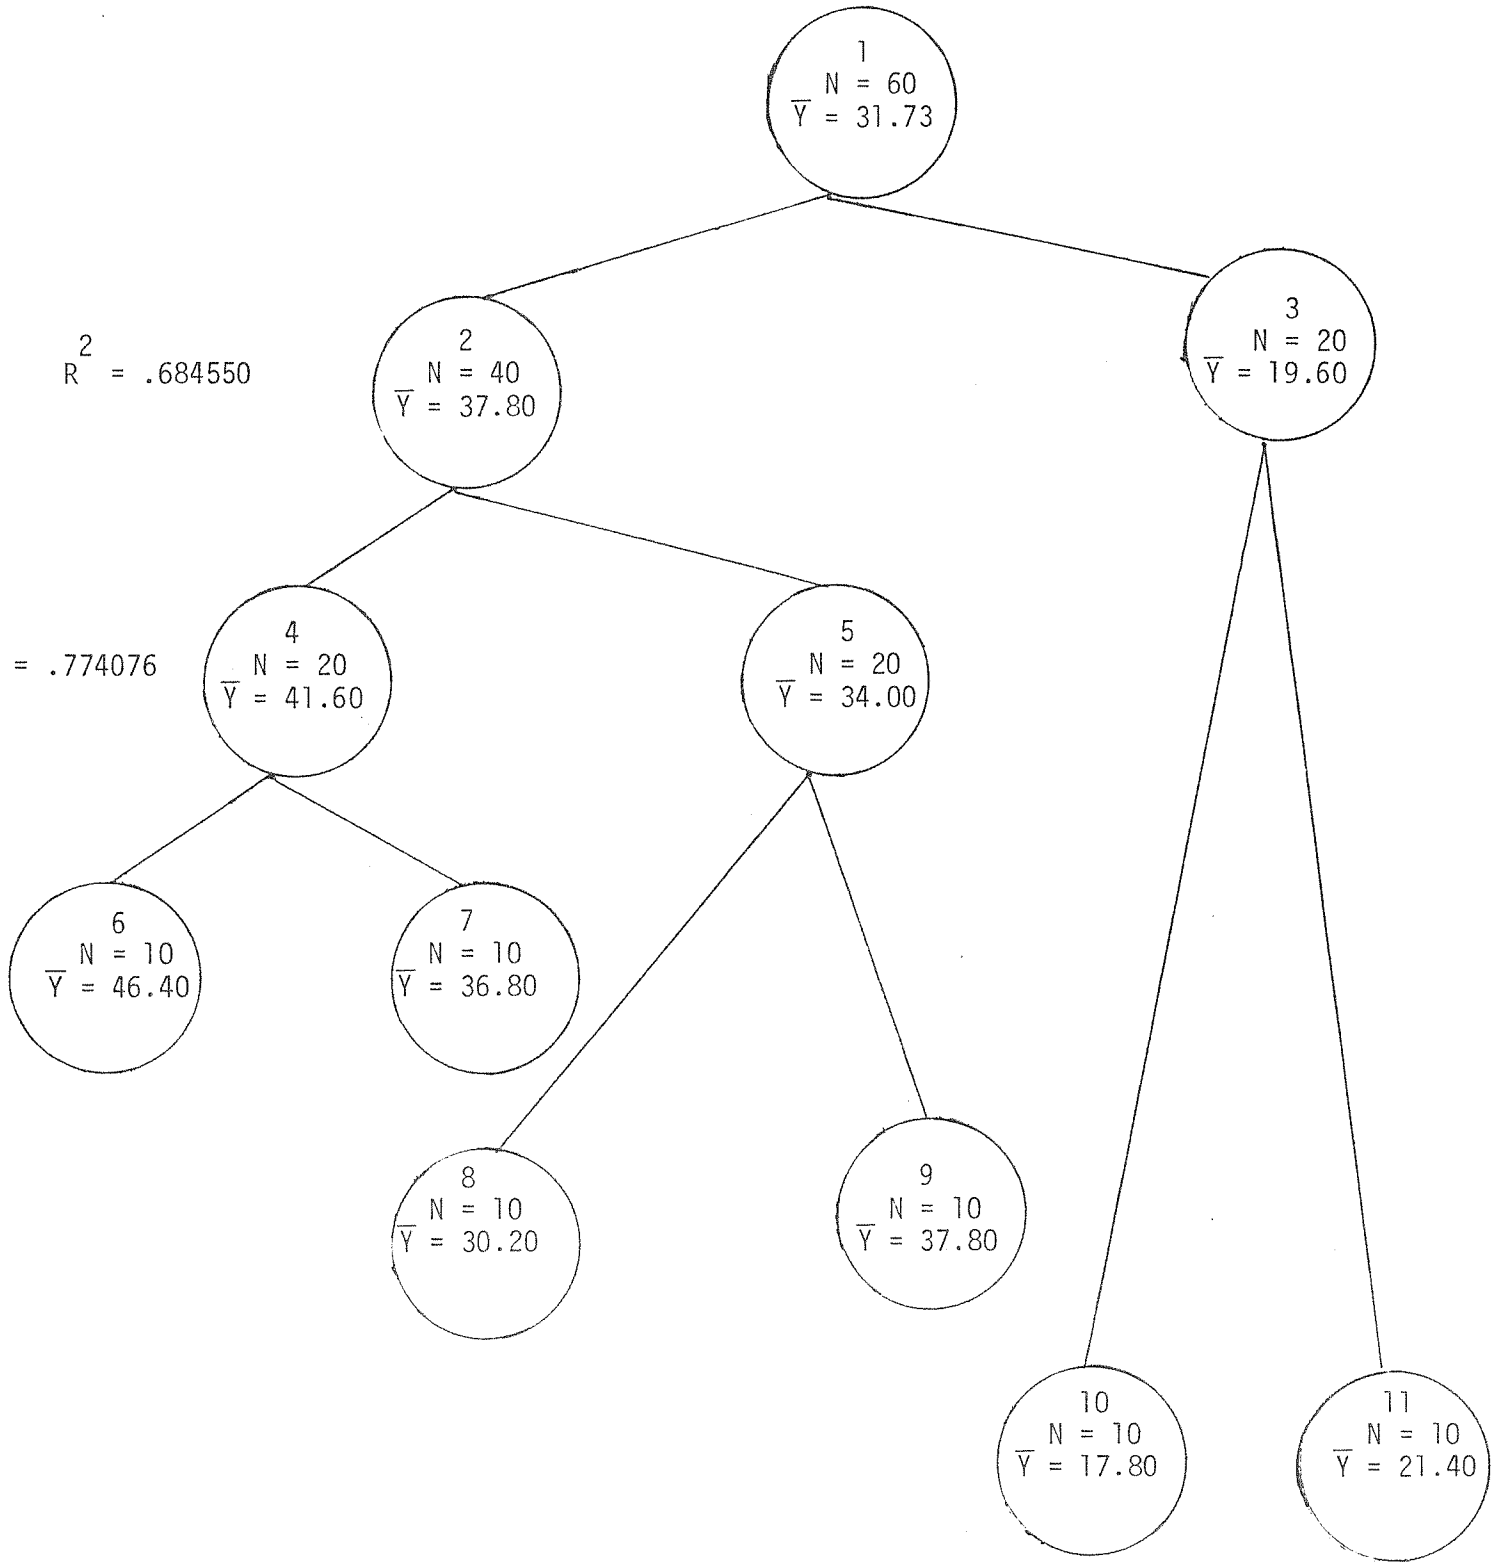 1
N = 60
Y = 31.73
2
R = .684550
2
N = 40
Y = 37.80
3
N = 20
Y = 19.60
= .774076
4
N = 20
Y = 41.60
5
N = 20
Y = 34.00
6
N = 10
Y = 46.40
7
N = 10
Y = 36.80
8
N = 10
Y = 30.20
9
N = 10
Y = 37.80
10
N = 10
Y = 17.80
11
N = 10
Y = 21.40